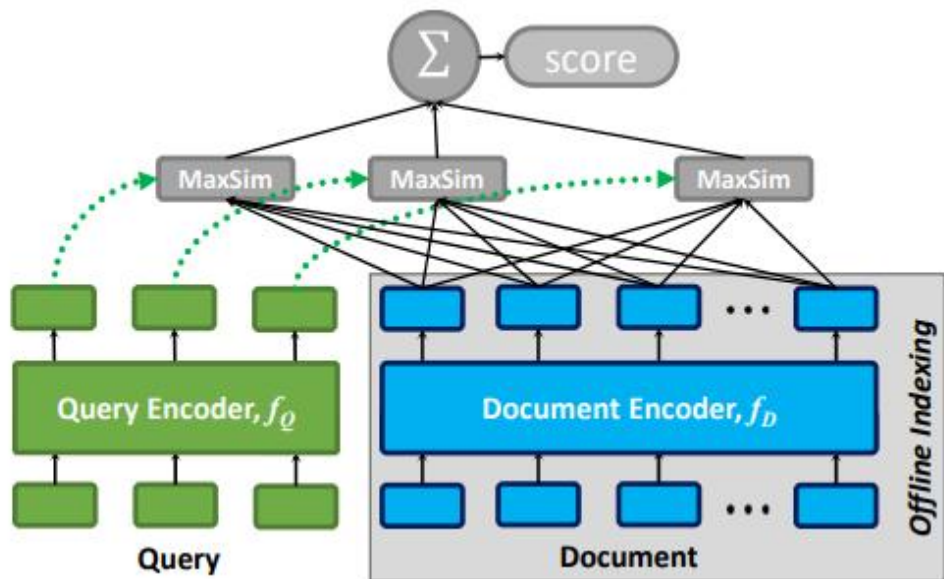 Σ
score
MaxSim
MaxSim
MaxSim
Query Encoder, f_Q
Document Encoder, f_D
Offline Indexing
Query
Document